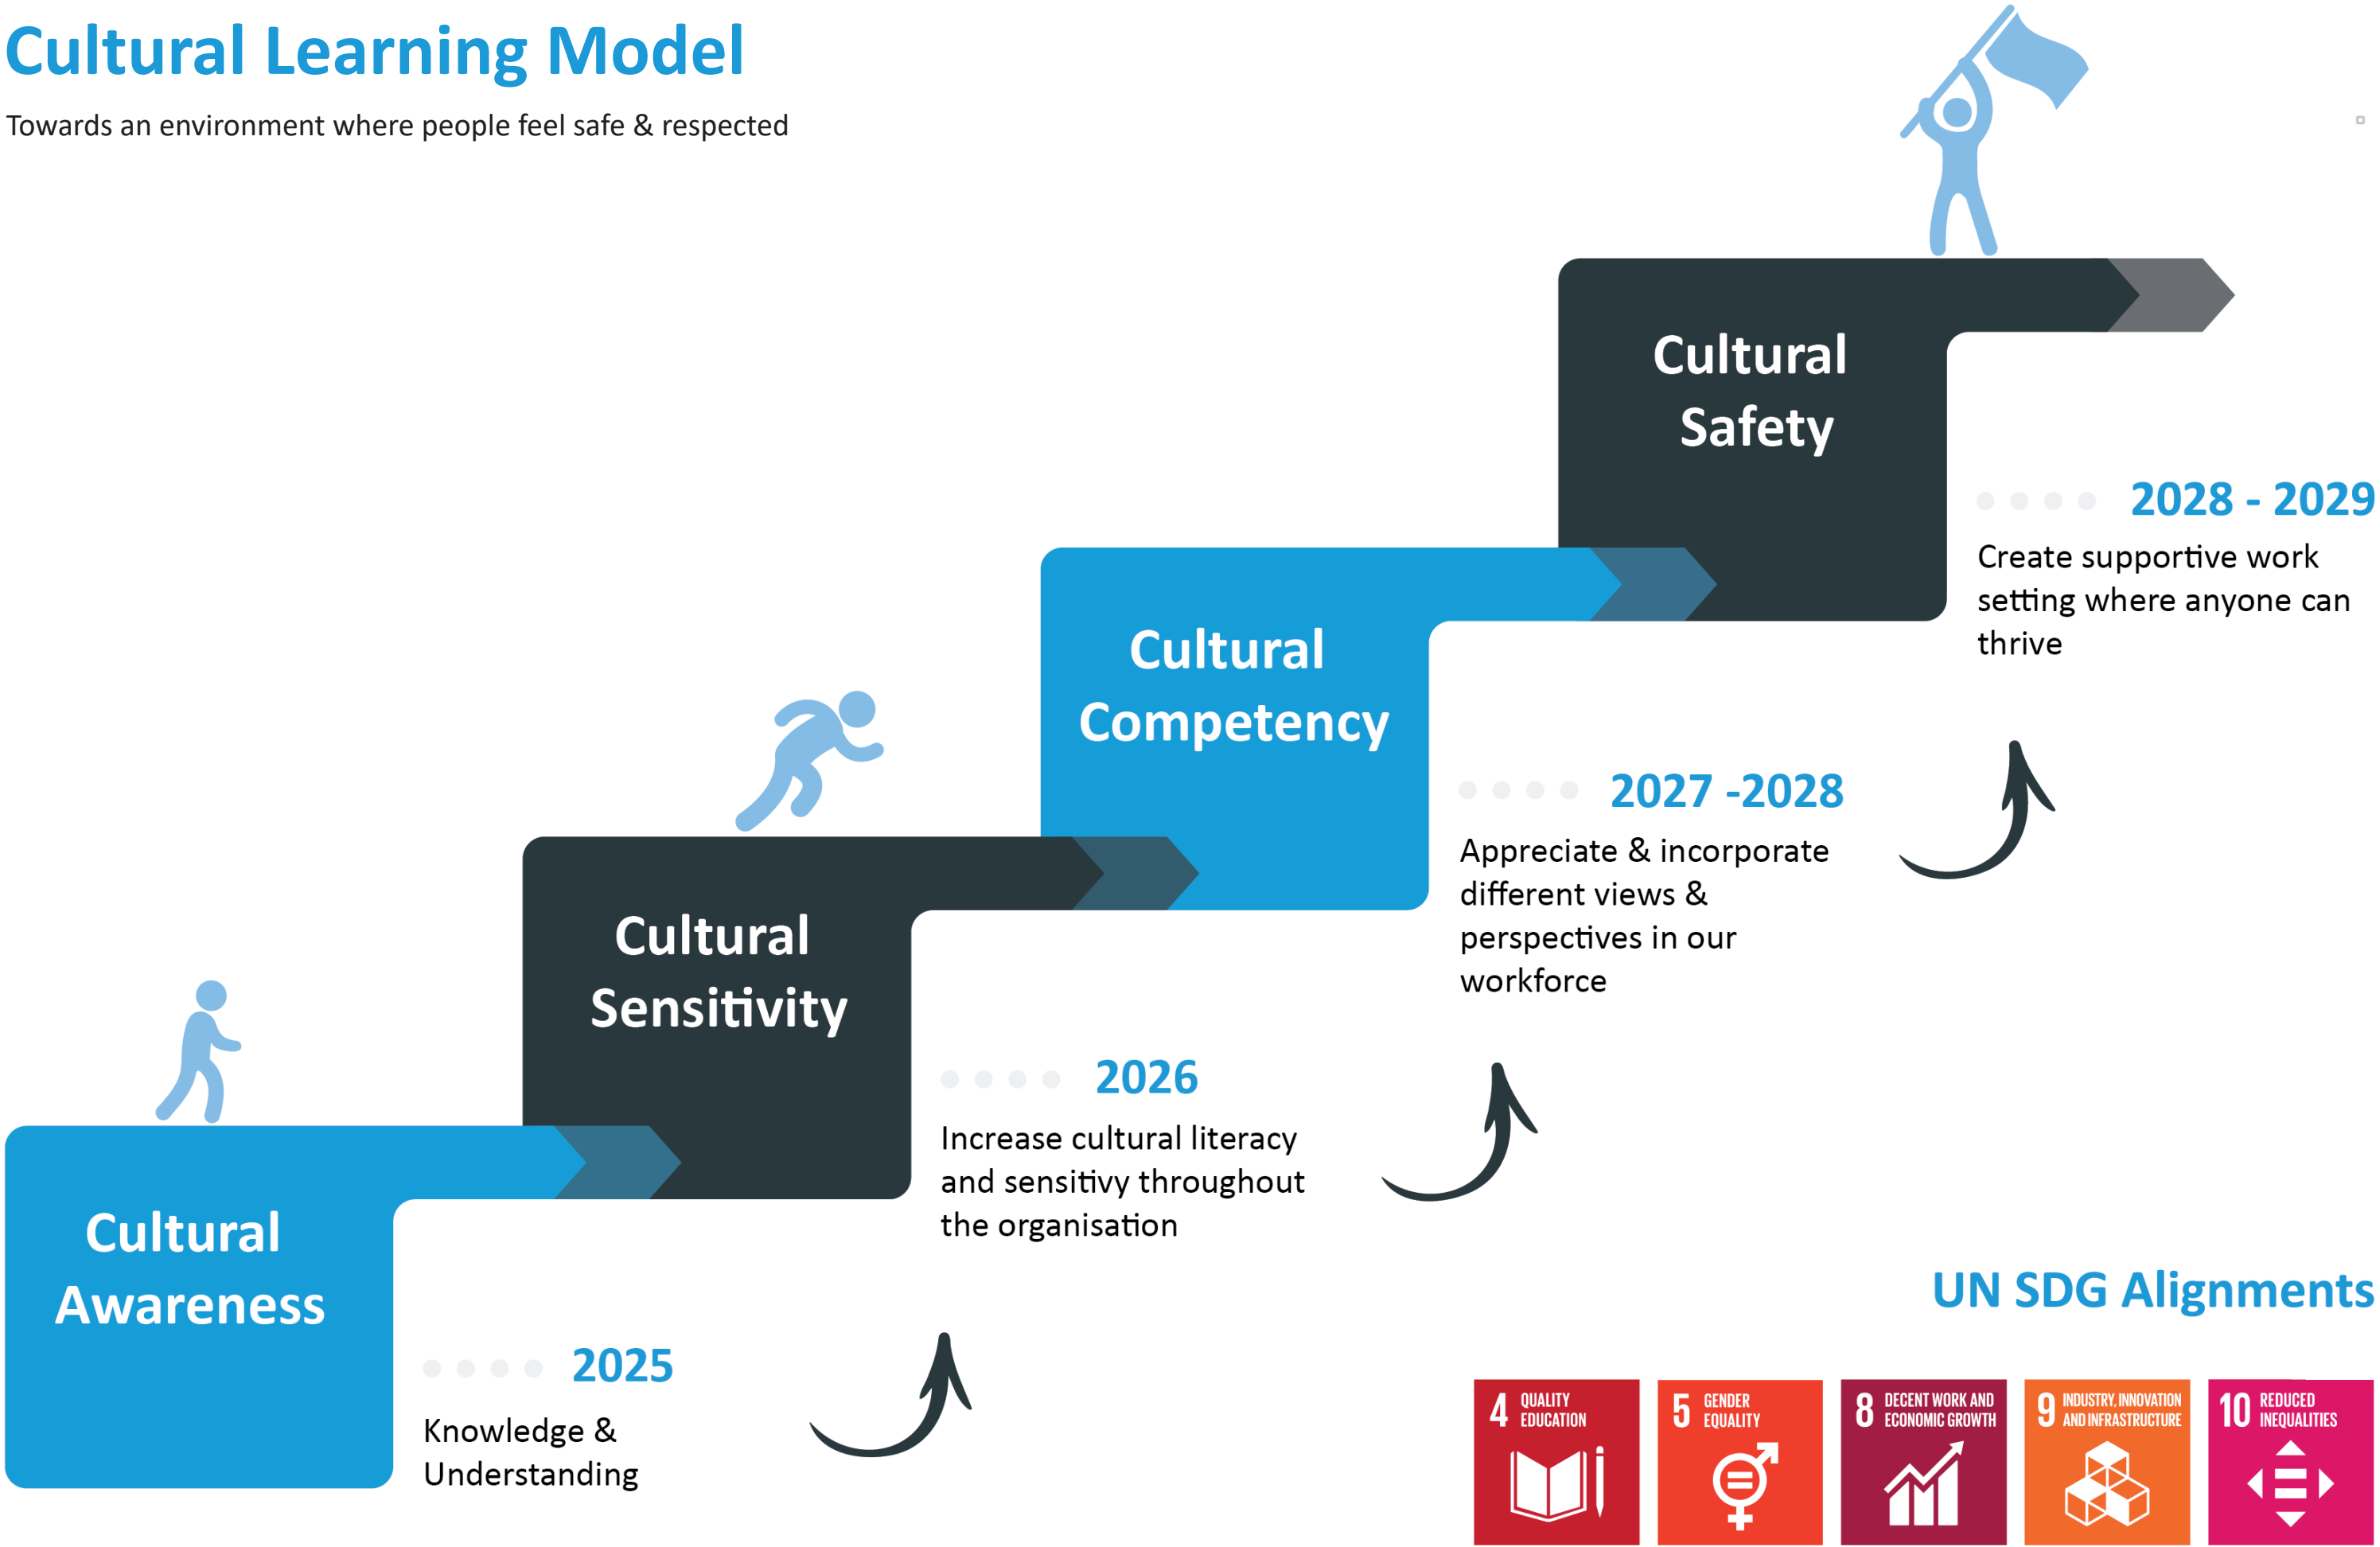 Cultural Learning Model
Towards an environment where people feel safe & respected
Cultural
Safety
2028 - 2029
Create supportive work
setting where anyone can
thrive
Cultural
Competency
2027 -2028
Appreciate & incorporate
different views &
perspectives in our
workforce
Cultural
Sensitivity
2026
Increase cultural literacy
and sensitivy throughout
the organisation
Cultural
Awareness
2025
Knowledge &
Understanding
UN SDG Alignments
4 QUALITY
EDUCATION
5 GENDER
EQUALITY
8 DECENT WORK AND
ECONOMIC GROWTH
9 INDUSTRY, INNOVATION
AND INFRASTRUCTURE
10 REDUCED
INEQUALITIES